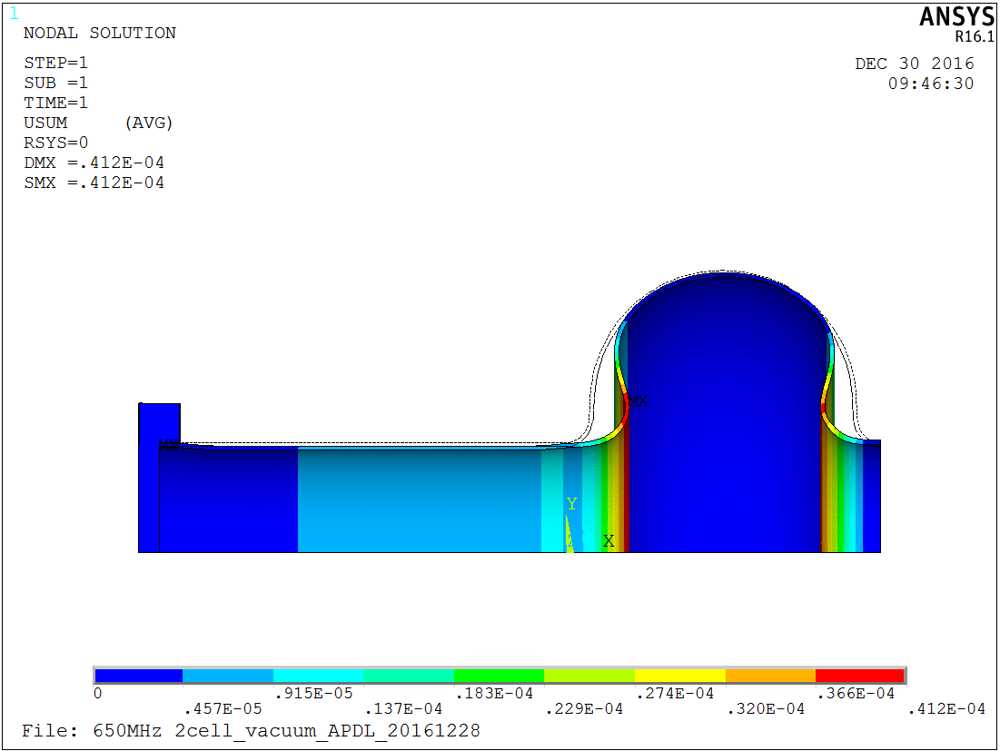 1
ANSYS
R16.1
NODAL SOLUTION
STEP=1
SUB =1
TIME=1
USUM (AVG)
RSYS=0
DMX =.412E-04
SMX =.412E-04
DEC 30 2016
09:46:30
MX
MN
Y
Z
X
0 .915E-05 .183E-04 .274E-04 .366E-04
.457E-05 .137E-04 .229E-04 .320E-04 .412E-04
File: 650MHz 2cell_vacuum_APDL_20161228